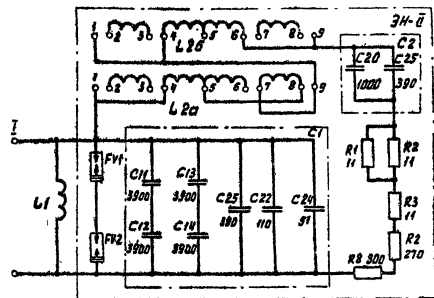 ЭН-0
1 2 3 4 5 6 7 8 9
L2б
C2
C20 1000
C25 390
1 2 3 4 5 6 7 8 9
L2а
I
C1
L1
FV1
FV2
C11 3900
C13 3900
C12 3900
C14 3900
C25 390
C22 110
C24 91
R1 11
R2 11
R3 11
R2 270
R8 300